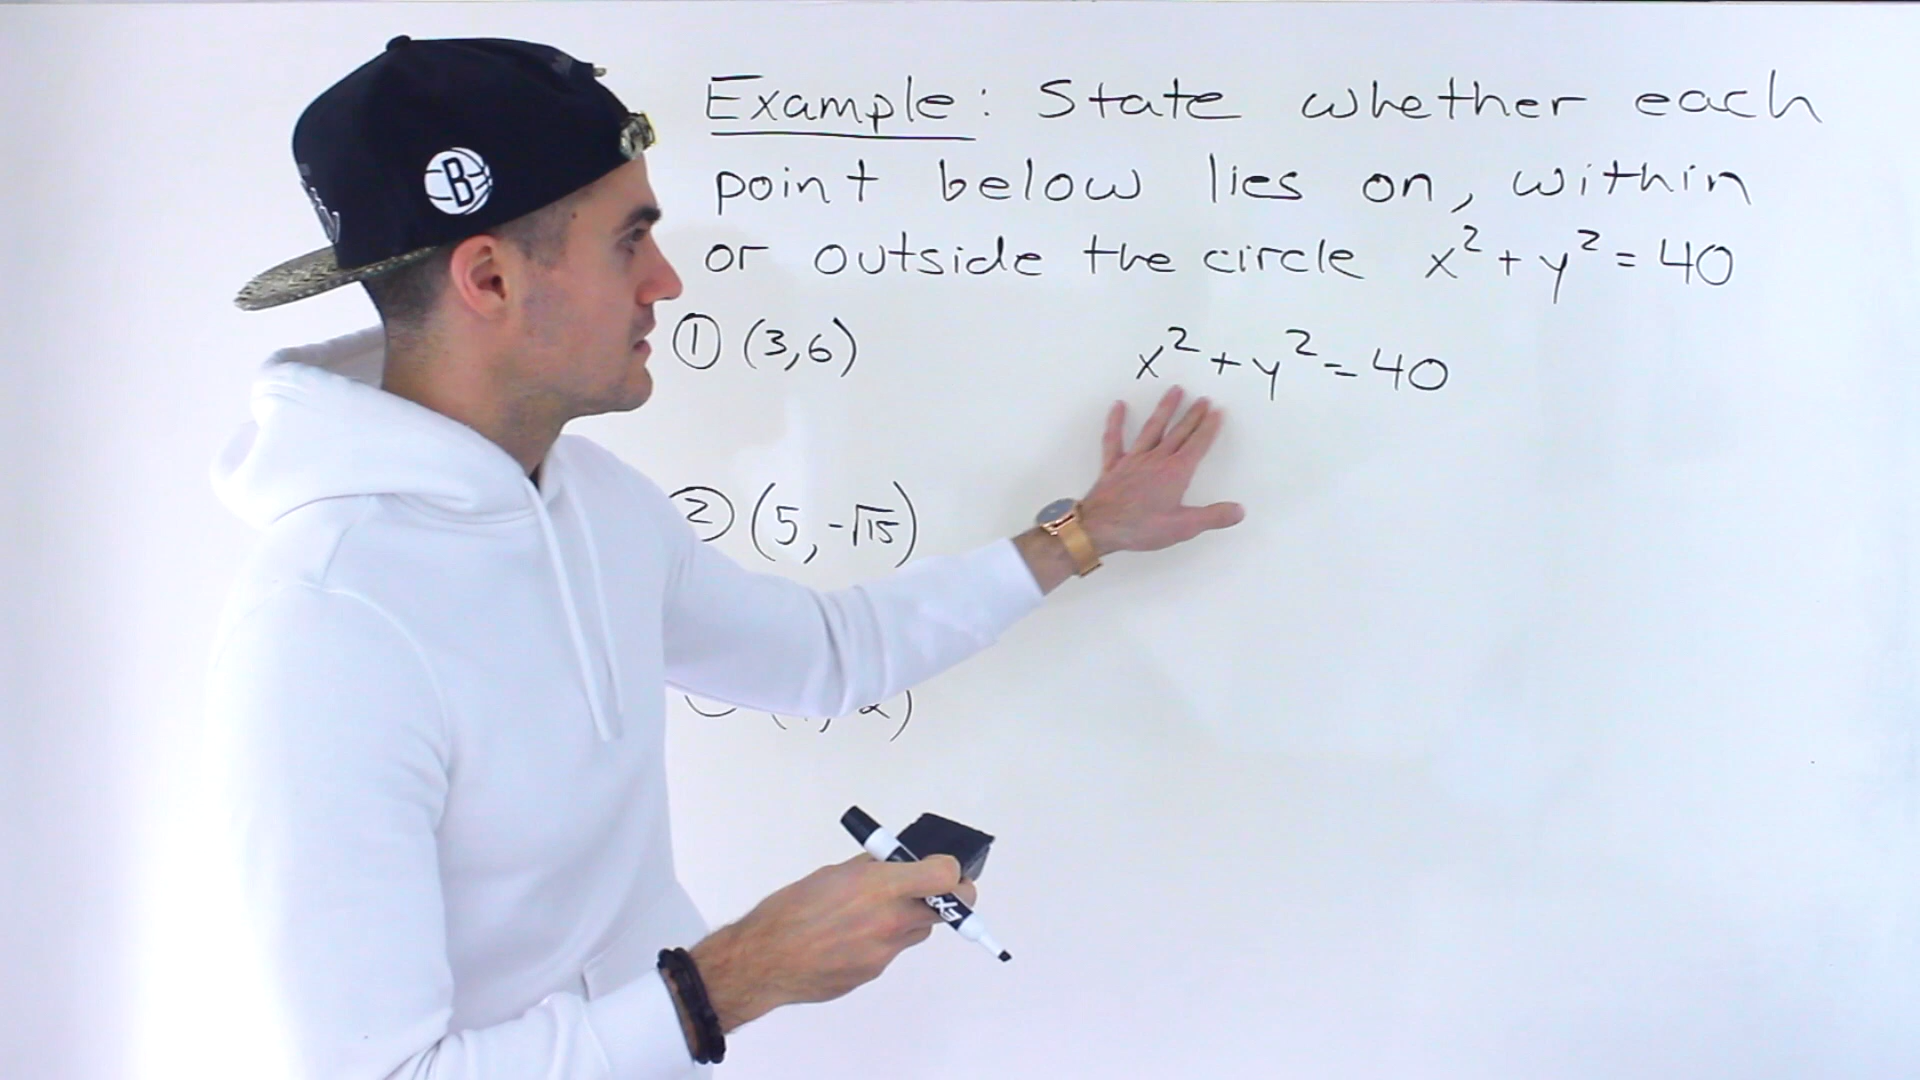 Example: State whether each
point below lies on, within
or outside the circle x² + y² = 40
① (3,6)
x² + y² = 40
② (5, -√15)
B